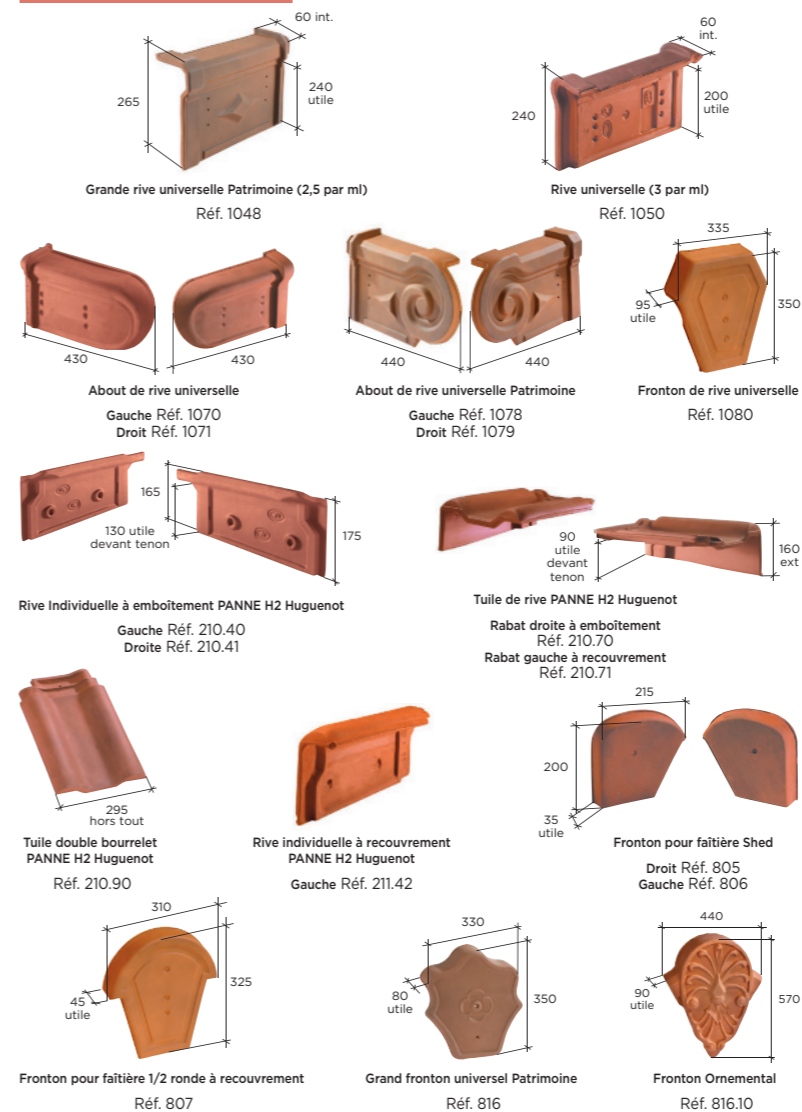 60 int.
265
240
utile
Grande rive universelle Patrimoine (2,5 par ml)
Réf. 1048
60
int.
240
200
utile
Rive universelle (3 par ml)
Réf. 1050
430
430
About de rive universelle
Gauche Réf. 1070
Droit Réf. 1071
440
440
About de rive universelle Patrimoine
Gauche Réf. 1078
Droit Réf. 1079
335
95
utile
350
Fronton de rive universelle
Réf. 1080
165
130 utile
devant tenon
175
Rive Individuelle à emboîtement PANNE H2 Huguenot
Gauche Réf. 210.40
Droite Réf. 210.41
90
utile
devant
tenon
160
ext
Tuile de rive PANNE H2 Huguenot
Rabat droite à emboîtement
Réf. 210.70
Rabat gauche à recouvrement
Réf. 210.71
295
hors tout
Tuile double bourrelet
PANNE H2 Huguenot
Réf. 210.90
Rive individuelle à recouvrement
PANNE H2 Huguenot
Gauche Réf. 211.42
215
200
35
utile
Fronton pour faîtière Shed
Droit Réf. 805
Gauche Réf. 806
310
325
45
utile
Fronton pour faîtière 1/2 ronde à recouvrement
Réf. 807
330
80
utile
350
Grand fronton universel Patrimoine
Réf. 816
440
90
utile
570
Fronton Ornemental
Réf. 816.10